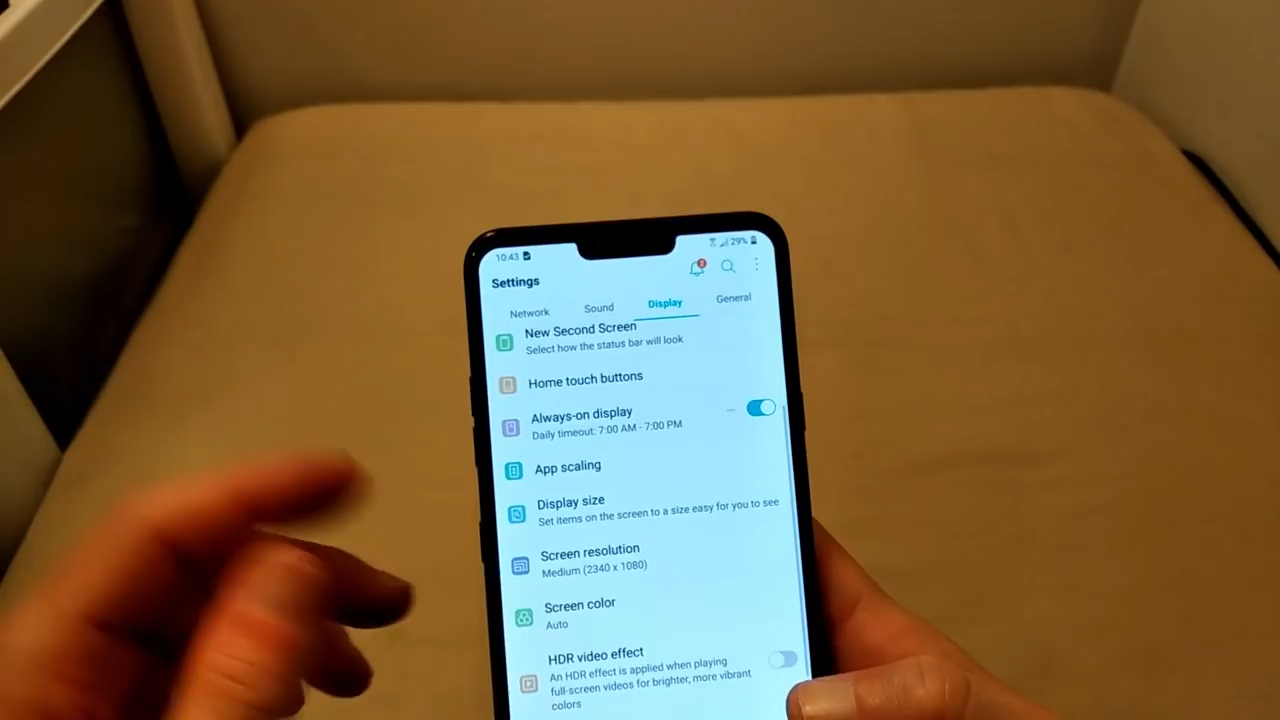 10:43
29%
2
Settings
Network Sound Display General
New Second Screen
Select how the status bar will look
Home touch buttons
Always-on display
Daily timeout: 7:00 AM - 7:00 PM
App scaling
Display size
Set items on the screen to a size easy for you to see
Screen resolution
Medium (2340 x 1080)
Screen color
Auto
HDR video effect
An HDR effect is applied when playing
full-screen videos for brighter, more vibrant
colors